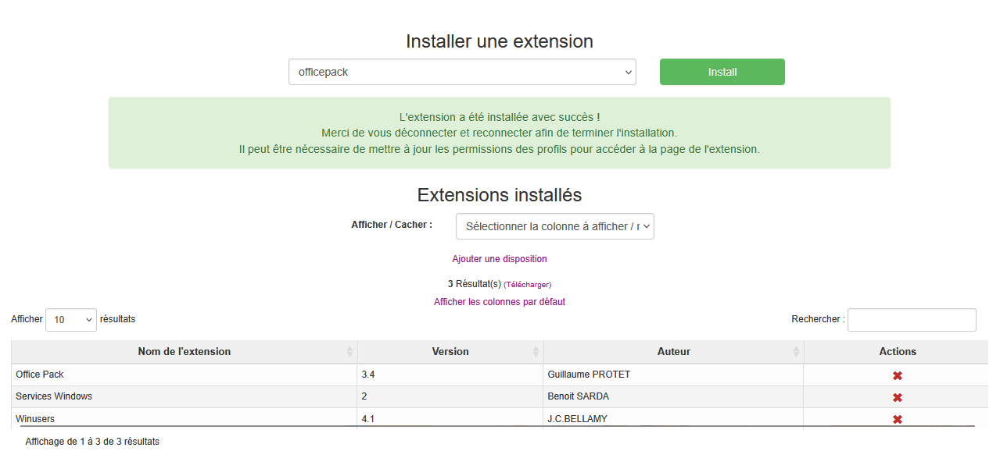 Installer une extension
officepack
Install
L'extension a été installée avec succès !
Merci de vous déconnecter et reconnecter afin de terminer l'installation.
Il peut être nécessaire de mettre à jour les permissions des profils pour accéder à la page de l'extension.
Extensions installés
Afficher / Cacher : Sélectionner la colonne à afficher / r
Ajouter une disposition
3 Résultat(s) (Télécharger)
Afficher les colonnes par défaut
Afficher 10 résultats Rechercher :
Nom de l'extension Version Auteur Actions
Office Pack 3.4 Guillaume PROTET
Services Windows 2 Benoit SARDA
Winusers 4.1 J.C.BELLAMY
Affichage de 1 à 3 de 3 résultats